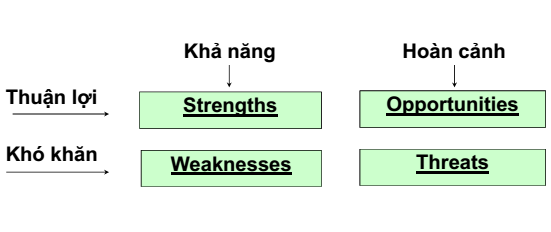 Khả năng Hoàn cảnh
Thuận lợi Strengths Opportunities
Khó khăn Weaknesses Threats